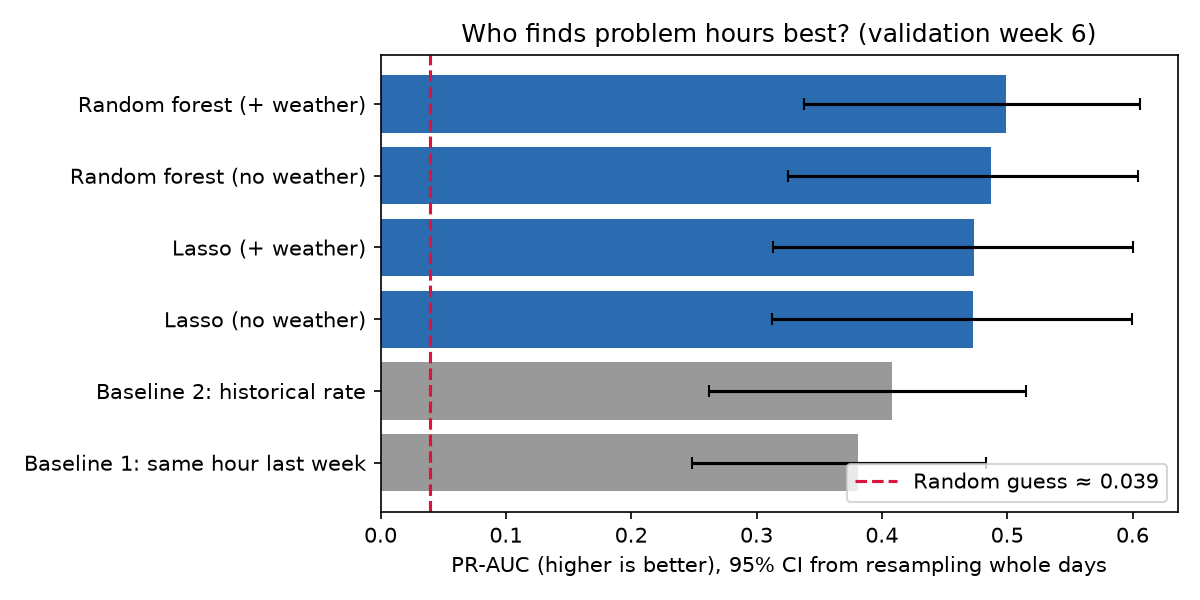 Who finds problem hours best? (validation week 6)
Random forest (+ weather)
Random forest (no weather)
Lasso (+ weather)
Lasso (no weather)
Baseline 2: historical rate
Baseline 1: same hour last week
Random guess ≈ 0.039
0.0 0.1 0.2 0.3 0.4 0.5 0.6
PR-AUC (higher is better), 95% CI from resampling whole days